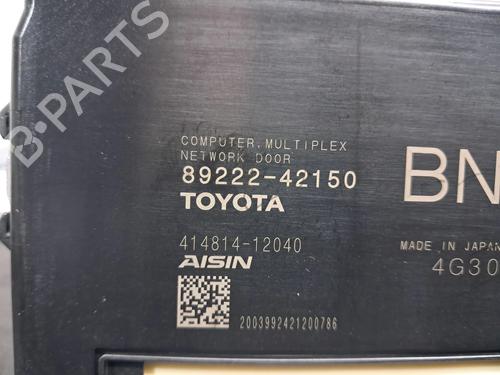 B-PARTS
COMPUTER, MULTIPLEX
NETWORK DOOR
89222-42150
TOYOTA
414814-12040
AISIN
2003992421200786
BN
MADE IN JAPAN
4G30